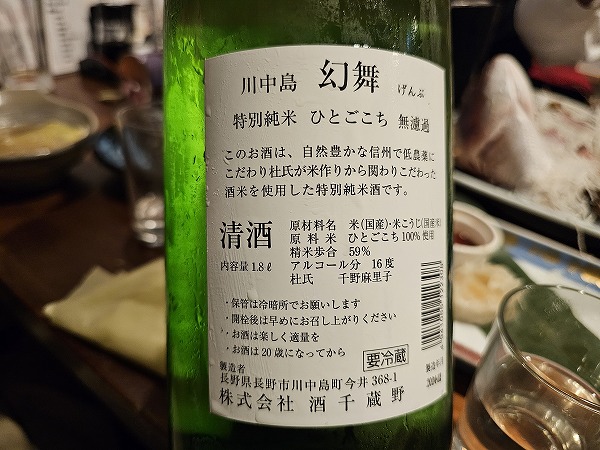 川中島 幻舞 げんぶ
特別純米 ひとごこち 無濾過
このお酒は、自然豊かな信州で低農薬に
こだわり杜氏が米作りから関わりこだわった
酒米を使用した特別純米酒です。
清酒
内容量1.8ℓ
原材料名 米(国産)・米こうじ(国産米)
原料米 ひとごこち100%使用
精米歩合 59%
アルコール分 16度
杜氏 千野麻里子
・保管は冷暗所でお願いします
・開栓後は早めにお召し上がりください
・お酒は楽しく適量を
・お酒は20歳になってから
要冷蔵
製造者
長野県長野市川中島町今井368-1
株式会社 酒千蔵野